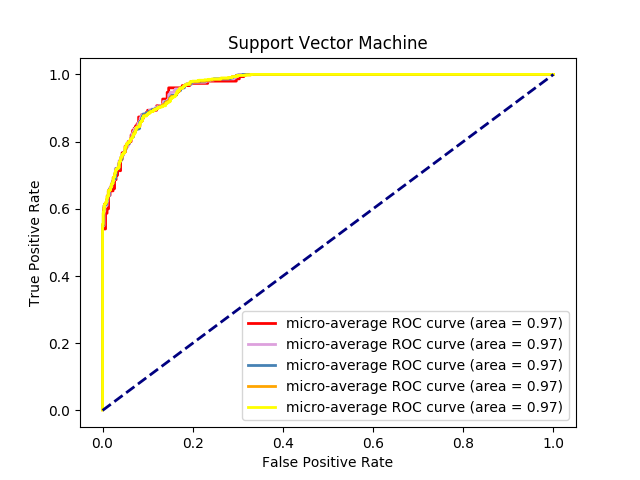 Support Vector Machine
True Positive Rate
1.0
0.8
0.6
0.4
0.2
0.0
micro-average ROC curve (area = 0.97)
micro-average ROC curve (area = 0.97)
micro-average ROC curve (area = 0.97)
micro-average ROC curve (area = 0.97)
micro-average ROC curve (area = 0.97)
0.0 0.2 0.4 0.6 0.8 1.0
False Positive Rate